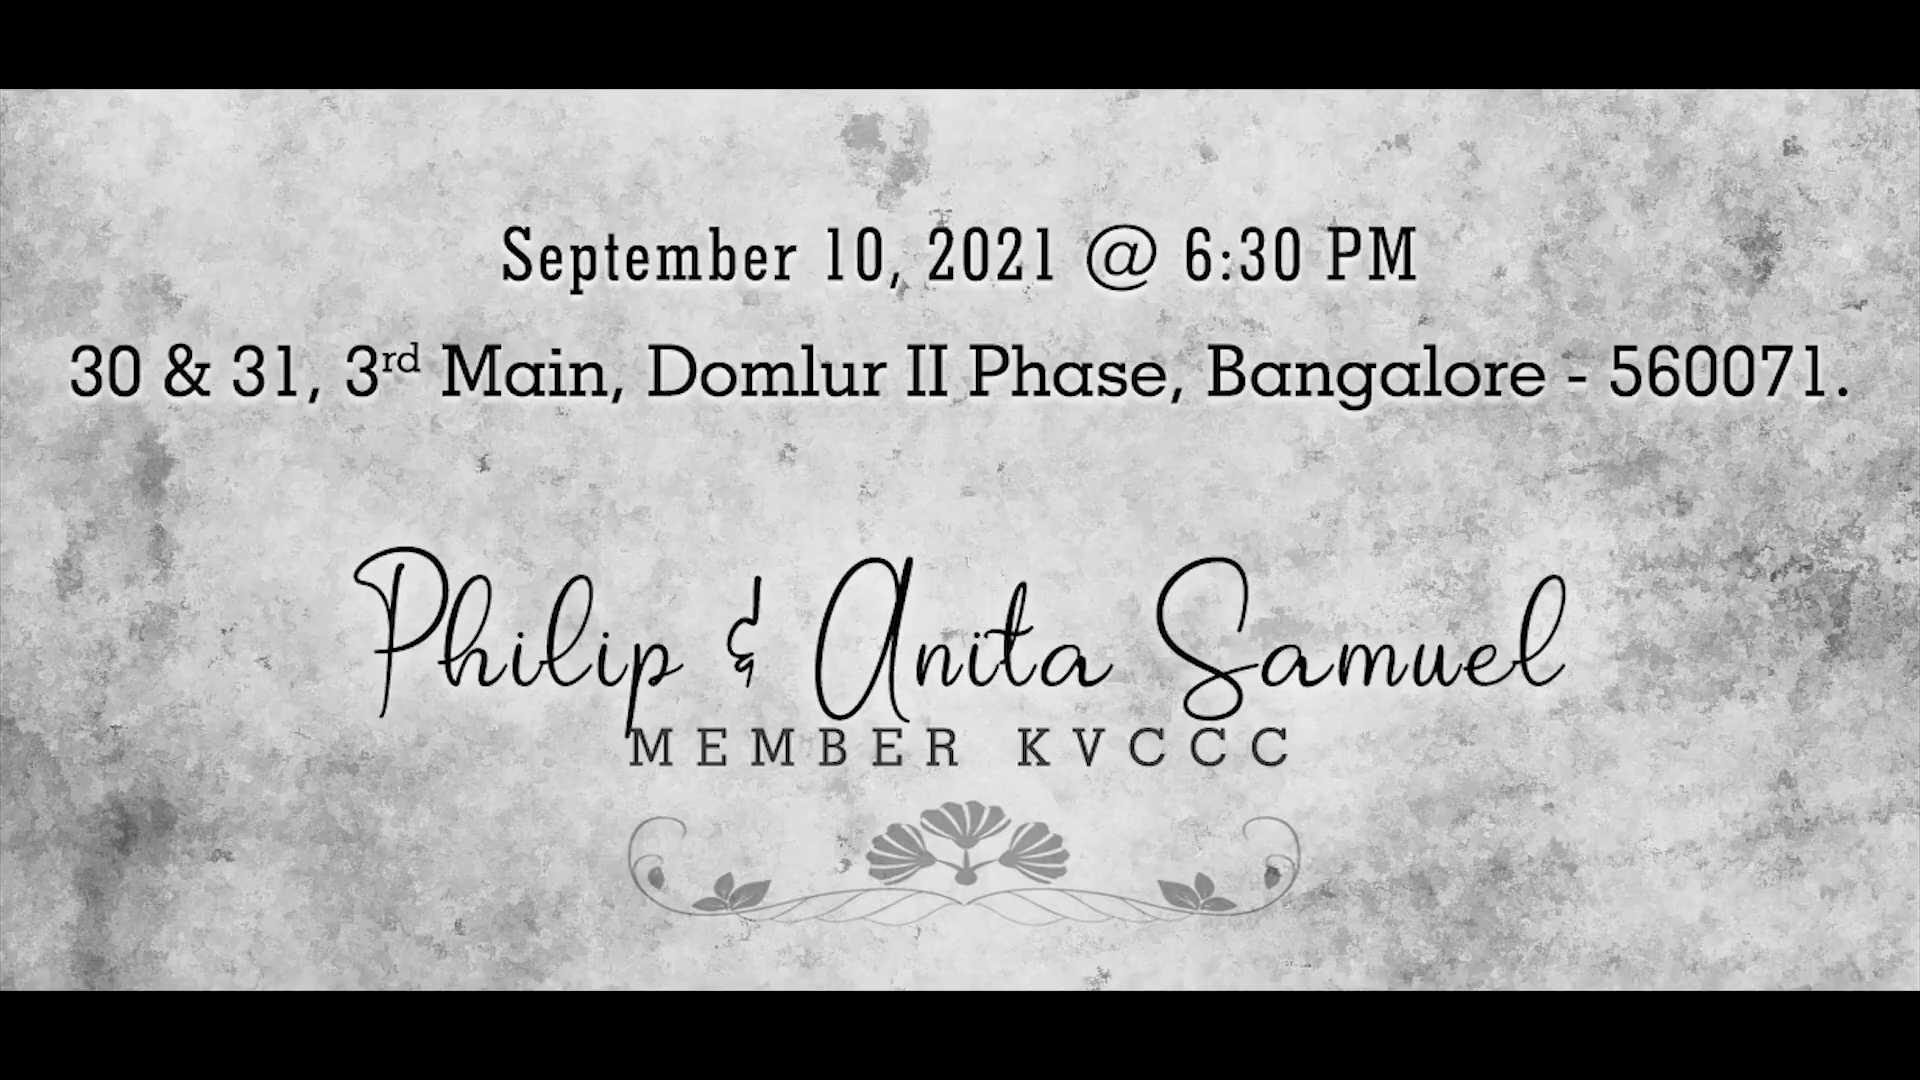 September 10, 2021 @ 6:30 PM
30 & 31, 3rd Main, Domlur II Phase, Bangalore - 560071.
Philip & Anita Samuel
MEMBER KVCCC